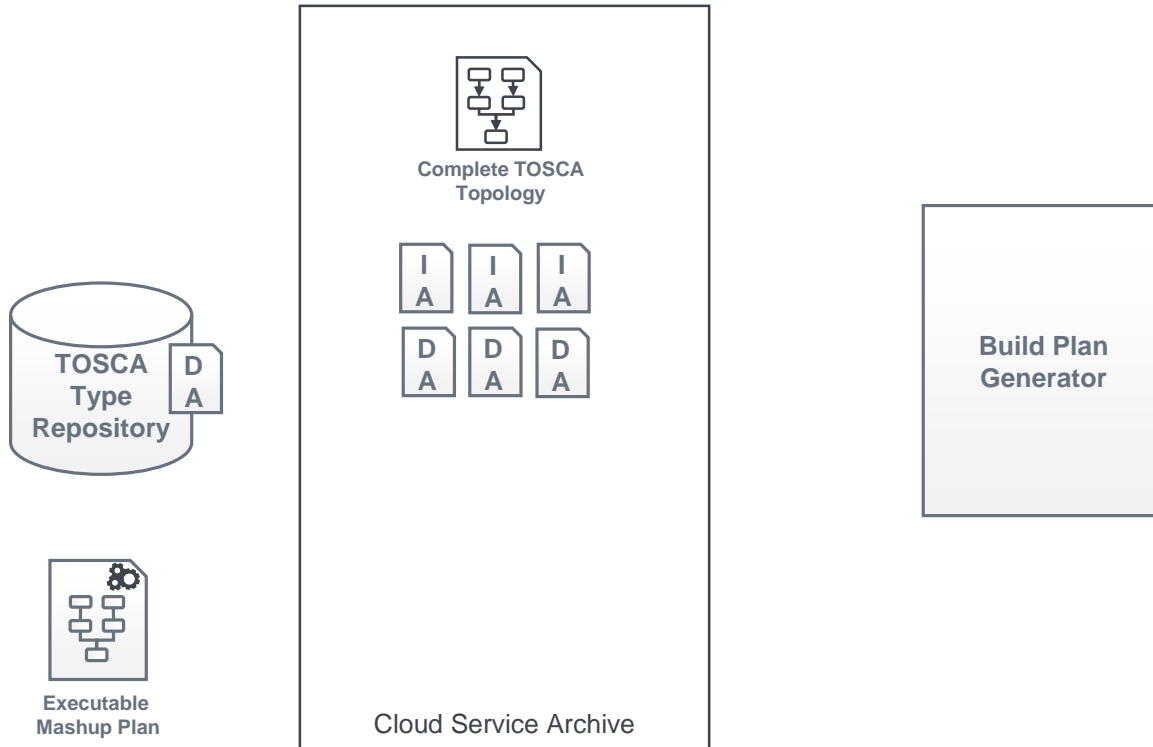 Complete TOSCA
Topology
I
A
I
A
I
A
D
A
D
A
D
A
TOSCA
Type
Repository
D
A
Build Plan
Generator
Executable
Mashup Plan
Cloud Service Archive